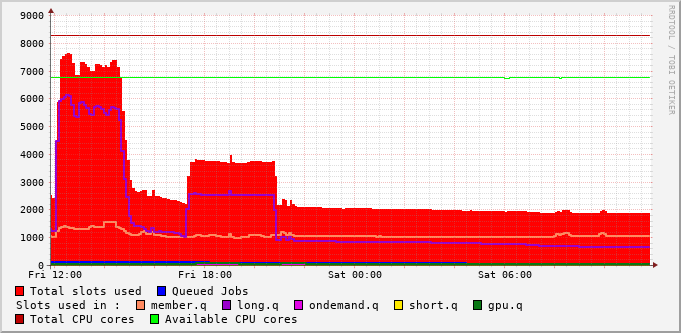 9000
8000
7000
6000
5000
4000
3000
2000
1000
0
Fri 12:00 Fri 18:00 Sat 00:00 Sat 06:00
RRDTOOL / TOBI OETIKER
Total slots used Queued Jobs
Slots used in : member.q long.q ondemand.q short.q gpu.q
Total CPU cores Available CPU cores